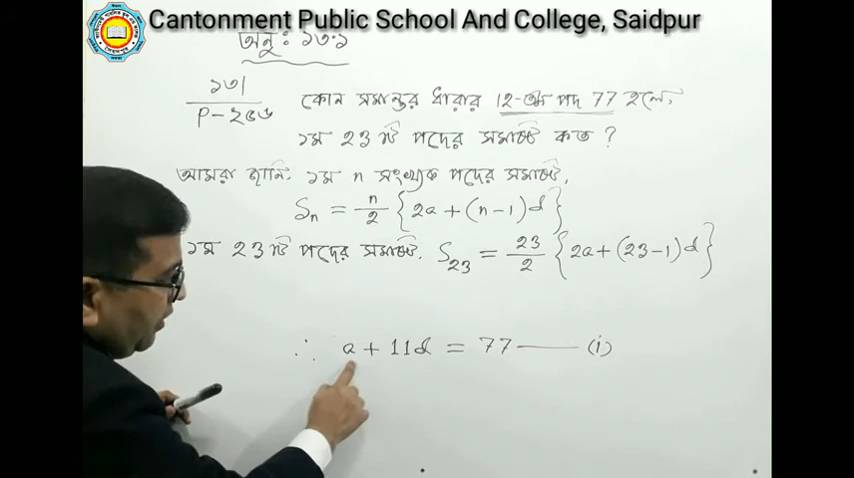 Cantonment Public School And College, Saidpur
অনু: ১৩.১
১৩।
P-২৫৬
কোন সমান্তর ধারার 12-তম পদ 77 হলে,
১ম 23 টি পদের সমষ্টি কত ?
আমরা জানি, ১ম n সংখ্যক পদের সমষ্টি,
Sₙ = n/2 {2a+(n-1)d}
১ম 23 টি পদের সমষ্টি, S₂₃ = 23/2 {2a+(23-1)d}
∴ a + 11d = 77 —— (i)